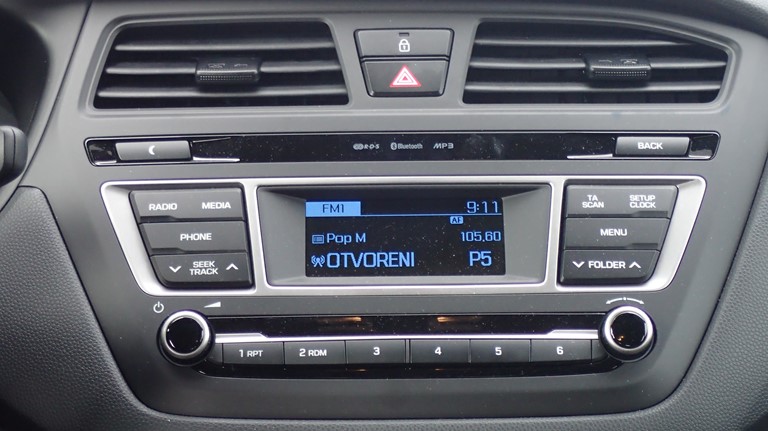 R·D·S Bluetooth MP3 BACK
RADIO MEDIA
PHONE
SEEK
TRACK
FM1 9:11
AF
Pop M 105,60
OTVORENI P5
TA
SCAN
SETUP
CLOCK
MENU
FOLDER
1 RPT 2 RDM 3 4 5 6